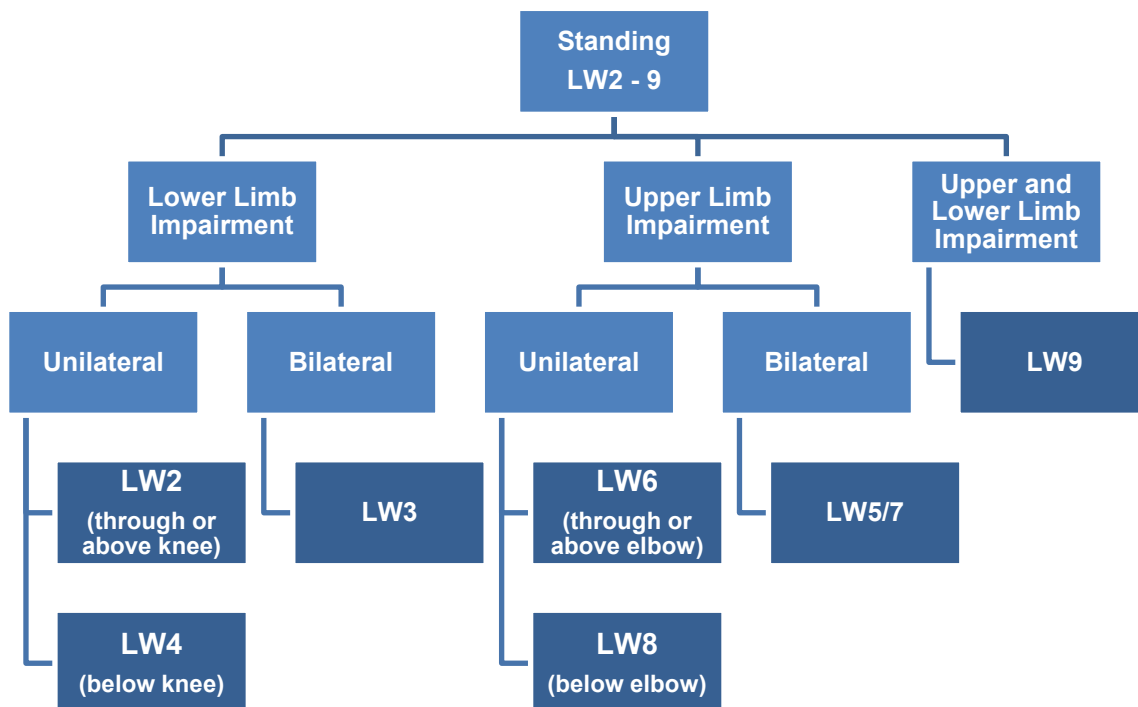 Standing
LW2 - 9
Lower Limb
Impairment
Upper Limb
Impairment
Upper and
Lower Limb
Impairment
Unilateral
Bilateral
Unilateral
Bilateral
LW9
LW2
(through or
above knee)
LW3
LW6
(through or
above elbow)
LW5/7
LW4
(below knee)
LW8
(below elbow)